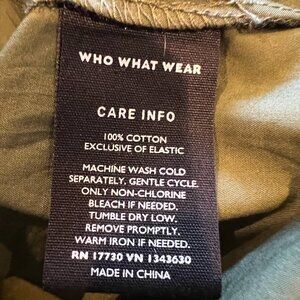 WHO WHAT WEAR
CARE INFO
100% COTTON
EXCLUSIVE OF ELASTIC
MACHINE WASH COLD
SEPARATELY. GENTLE CYCLE.
ONLY NON-CHLORINE
BLEACH IF NEEDED.
TUMBLE DRY LOW.
REMOVE PROMPTLY.
WARM IRON IF NEEDED.
RN 17730 VN 1343630
MADE IN CHINA